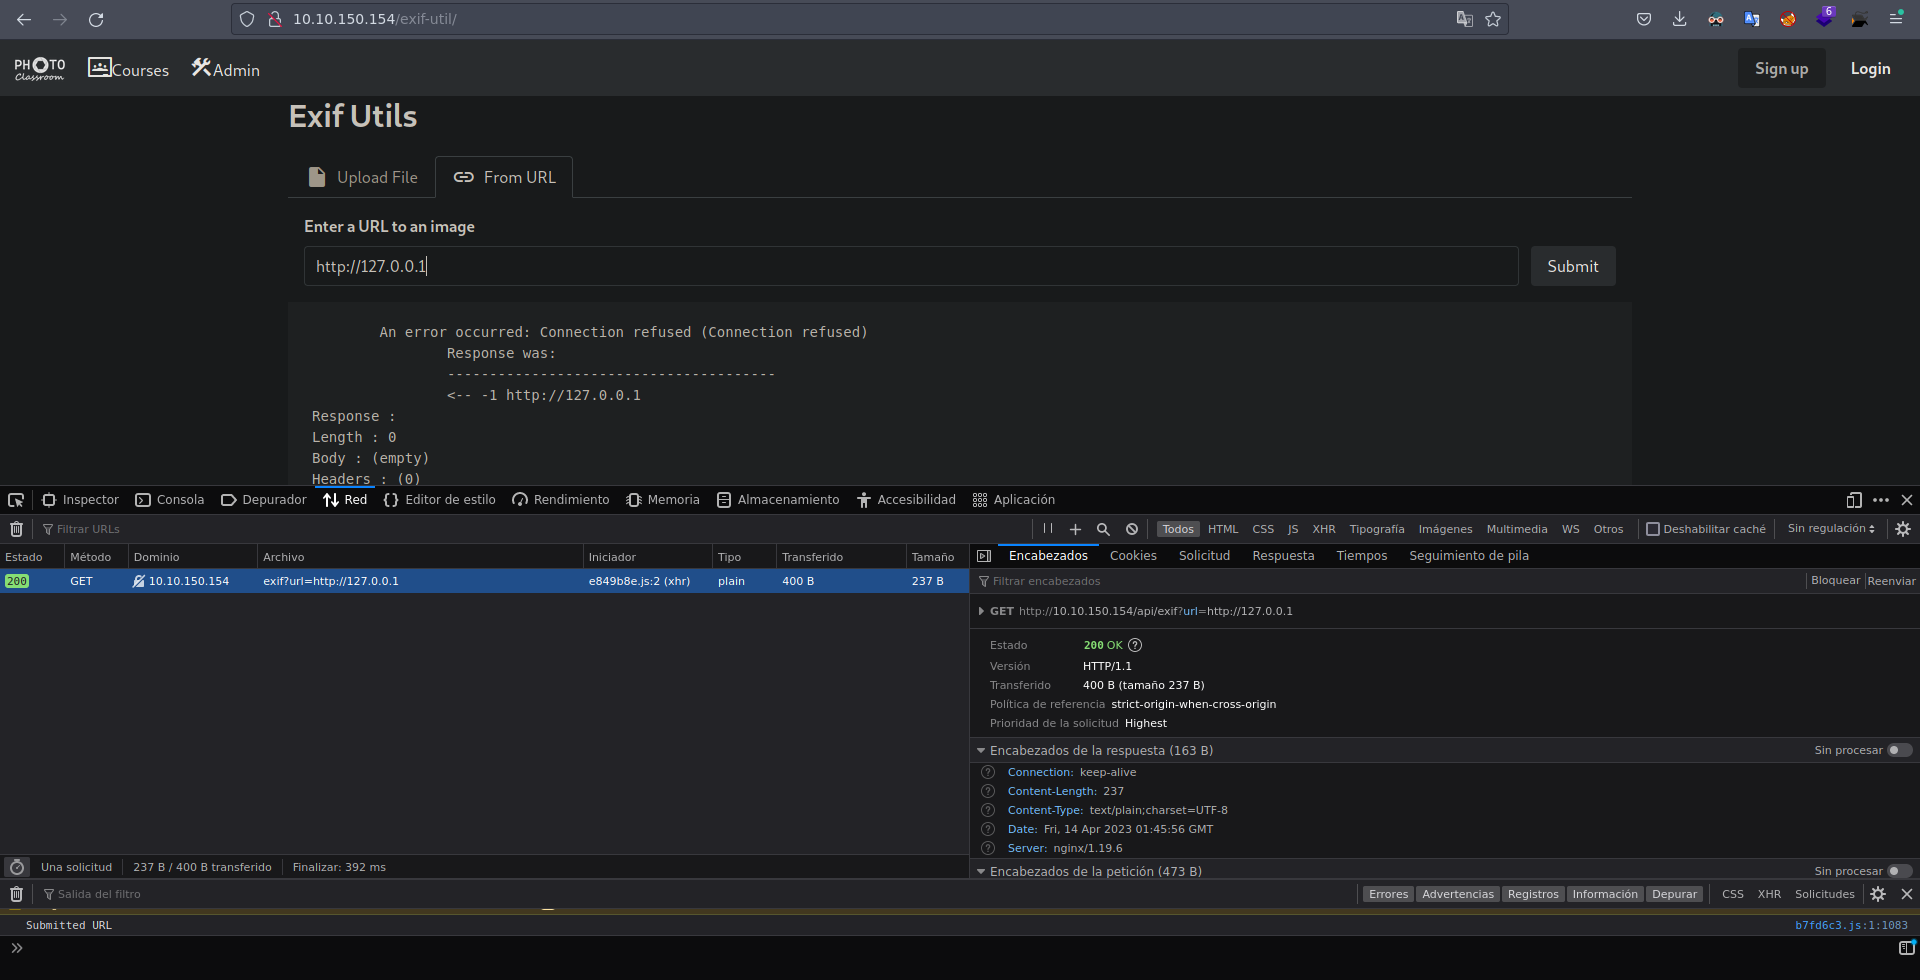 10.10.150.154/exif-util/
6
PHOTO
Classroom
Courses
Admin
Sign up
Login
Exif Utils
Upload File
From URL
Enter a URL to an image
http://127.0.0.1
Submit
An error occurred: Connection refused (Connection refused)
Response was:
---------------------------------------
<-- -1 http://127.0.0.1
Response :
Length : 0
Body : (empty)
Headers : (0)
Inspector Consola Depurador Red Editor de estilo Rendimiento Memoria Almacenamiento Accesibilidad Aplicación
Filtrar URLs
Todos HTML CSS JS XHR Tipografía Imágenes Multimedia WS Otros Deshabilitar caché Sin regulación
Estado Método Dominio Archivo Iniciador Tipo Transferido Tamaño
200 GET 10.10.150.154 exif?url=http://127.0.0.1 e849b8e.js:2 (xhr) plain 400 B 237 B
Encabezados Cookies Solicitud Respuesta Tiempos Seguimiento de pila
Filtrar encabezados
Bloquear Reenviar
GET http://10.10.150.154/api/exif?url=http://127.0.0.1
Estado 200 OK
Versión HTTP/1.1
Transferido 400 B (tamaño 237 B)
Política de referencia strict-origin-when-cross-origin
Prioridad de la solicitud Highest
Encabezados de la respuesta (163 B) Sin procesar
Connection: keep-alive
Content-Length: 237
Content-Type: text/plain;charset=UTF-8
Date: Fri, 14 Apr 2023 01:45:56 GMT
Server: nginx/1.19.6
Encabezados de la petición (473 B) Sin procesar
Una solicitud 237 B / 400 B transferido Finalizar: 392 ms
Salida del filtro
Errores Advertencias Registros Información Depurar CSS XHR Solicitudes
Submitted URL b7fd6c3.js:1:1083